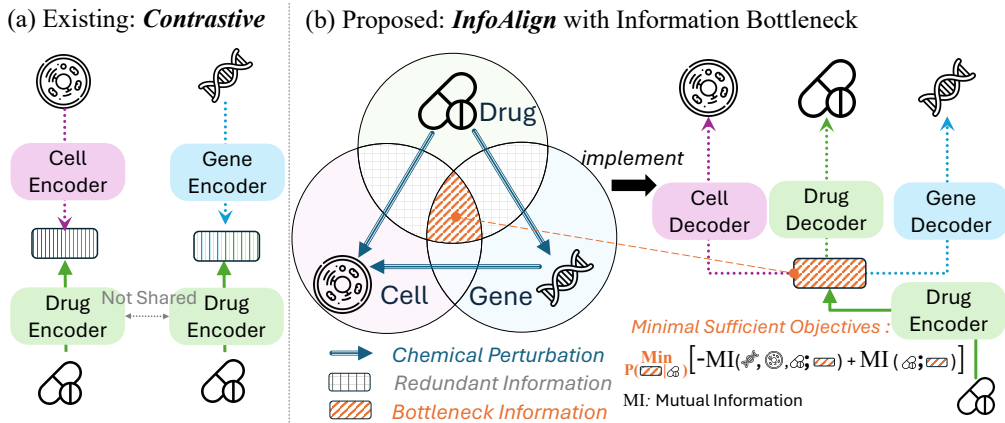 (a) Existing: Contrastive
Cell
Encoder
Gene
Encoder
Not Shared
Drug
Encoder
Drug
Encoder
(b) Proposed: InfoAlign with Information Bottleneck
Drug
Cell
Gene
implement
Chemical Perturbation
Redundant Information
Bottleneck Information
Cell
Decoder
Drug
Decoder
Gene
Decoder
Drug
Encoder
Minimal Sufficient Objectives :
Min [-MI( , , ; ) + MI ( ; )]
P( | )
MI: Mutual Information